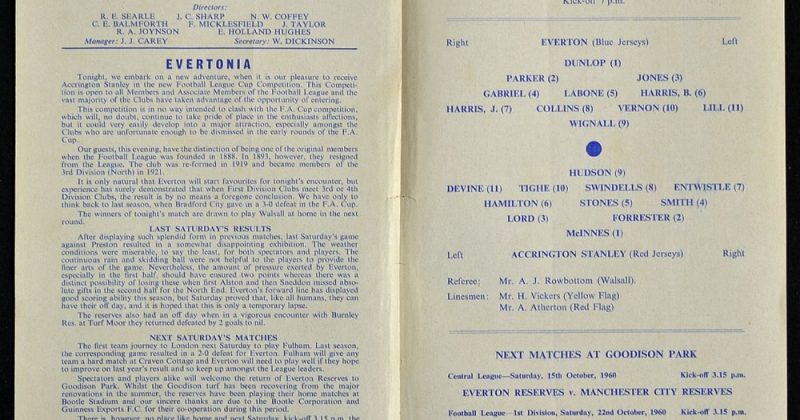 Directors:
R. E. SEARLE J. C. SHARP N. W. COFFEY
C. E. BALMFORTH F. MICKLESFIELD J. TAYLOR
R. A. JOYNSON E. HOLLAND HUGHES
Manager: J. J. CAREY Secretary: W. DICKINSON
EVERTONIA
Tonight, we embark on a new adventure, when it is our pleasure to receive
Accrington Stanley in the new Football League Cup Competition. This Competi-
tion is open to all Members and Associate Members of the Football League and the
vast majority of the Clubs have taken advantage of the opportunity of entering.
This competition is in no way intended to clash with the F.A. Cup competition,
which will, no doubt, continue to take pride of place in the enthusiasts affections,
but it could very easily develop into a major attraction, especially amongst the
Clubs who are unfortunate enough to be dismissed in the early rounds of the F.A.
Cup.
Our guests, this evening, have the distinction of being one of the original members
when the Football League was founded in 1888. In 1893, however, they resigned
from the League. The club was re-formed in 1919 and became members of the
3rd Division (North) in 1921.
It is only natural that Everton will start favourites for tonight's encounter, but
experience has surely demonstrated that when First Division Clubs meet 3rd or 4th
Division Clubs, the result is by no means a foregone conclusion. We have only to
think back to last season, when Bradford City gave us a 3-0 defeat in the F.A. Cup.
The winners of tonight's match are drawn to play Walsall at home in the next
round.
LAST SATURDAY'S RESULTS
After displaying such splendid form in previous matches, last Saturday's game
against Preston resulted in a somewhat disappointing exhibition. The weather
conditions were miserable, to say the least, for both spectators and players. The
continuous rain and skidding ball were not helpful to the players to provide the
finer arts of the game. Nevertheless, the amount of pressure exerted by Everton,
especially in the first half, should have ensured two points whereas there was a
distinct possibility of losing these when first Alston and then Sneddon missed abso-
lute gifts in the second half for the North End. Everton's forward line has displayed
good scoring ability this season, but Saturday proved that, like all humans, they can
have their off day, and it is hoped that this is only a temporary lapse.
The reserves also had an off day when in a vigorous encounter with Burnley
Res. at Turf Moor they returned defeated by 2 goals to nil.
NEXT SATURDAY'S MATCHES
The first team journey to London next Saturday to play Fulham. Last season,
the corresponding game resulted in a 2-0 defeat for Everton. Fulham will give any
team a hard match at Craven Cottage and Everton will need to play well if they hope
to improve on last year's result and so keep up amongst the League leaders.
Spectators and players alike will welcome the return of Everton Reserves to
Goodison Park. Whilst the Goodison turf has been recovering from the major
renovations in the summer, the reserves have been playing their home matches at
Bootle Stadium and our sincere thanks are due to the Bootle Corporation and
Guinness Exports F.C. for their co-operation during this period.
There is, however, no place like home and next Saturday, kick-off 3.15 p.m. the
Kick-off 7 p.m.
Right EVERTON (Blue Jerseys) Left
DUNLOP (1)
PARKER (2) JONES (3)
GABRIEL (4) LABONE (5) HARRIS, B. (6)
HARRIS, J. (7) COLLINS (8) VERNON (10) LILL (11)
WIGNALL (9)
HUDSON (9)
DEVINE (11) TIGHE (10) SWINDELLS (8) ENTWISTLE (7)
HAMILTON (6) STONES (5) SMITH (4)
LORD (3) FORRESTER (2)
McINNES (1)
Left ACCRINGTON STANLEY (Red Jerseys) Right
Referee: Mr. A. J. Rowbottom (Walsall).
Linesmen: Mr. H. Vickers (Yellow Flag)
Mr. A. Atherton (Red Flag)
NEXT MATCHES AT GOODISON PARK
Central League—Saturday, 15th October, 1960 Kick-off 3.15 p.m.
EVERTON RESERVES v. MANCHESTER CITY RESERVES
Football League—1st Division, Saturday, 22nd October, 1960 Kick-off 3 p.m.